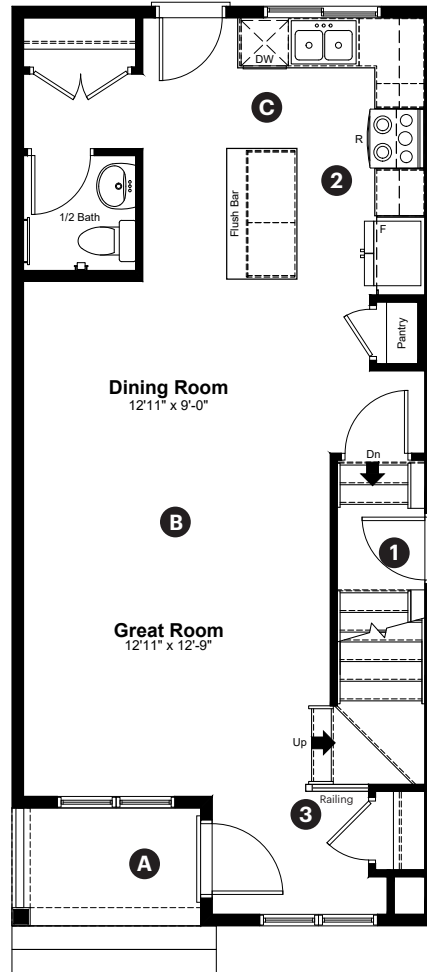 DW
C
R
2
Flush Bar
1/2 Bath
F
Pantry
Dining Room
12'11" x 9'-0"
Dn
B
1
Great Room
12'11" x 12'-9"
Up
Railing
3
A